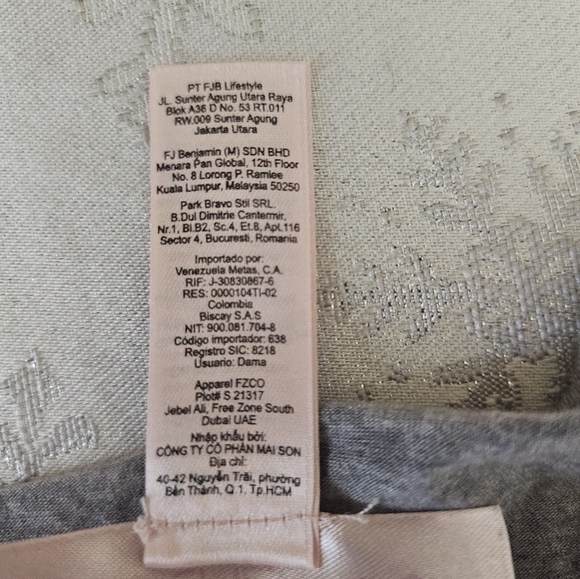 PT FJB Lifestyle
JL. Sunter Agung Utara Raya
Blok A36 D No. 53 RT.011
RW.009 Sunter Agung
Jakarta Utara
FJ Benjamin (M) SDN BHD
Menara Pan Global, 12th Floor
No. 8 Lorong P. Ramlee
Kuala Lumpur, Malaysia 50250
Park Bravo Stil SRL.
B.Dul Dimitrie Cantermir,
Nr.1, Bl.B2, Sc.4, Et.8, Apt.116
Sector 4, Bucuresti, Romania
Importado por:
Venezuela Metas, C.A.
RIF: J-30830867-6
RES: 0000104TI-02
Colombia
Biscay S.A.S
NIT: 900.081.704-8
Código importador: 638
Registro SIC: 8218
Usuario: Dama
Apparel FZCO
Plot# S 21317
Jebel Ali, Free Zone South
Dubai UAE
Nhập khẩu bởi:
CÔNG TY CỔ PHẦN MAI SON
Địa chỉ:
40-42 Nguyễn Trãi, phường
Bến Thành, Q.1, Tp.HCM